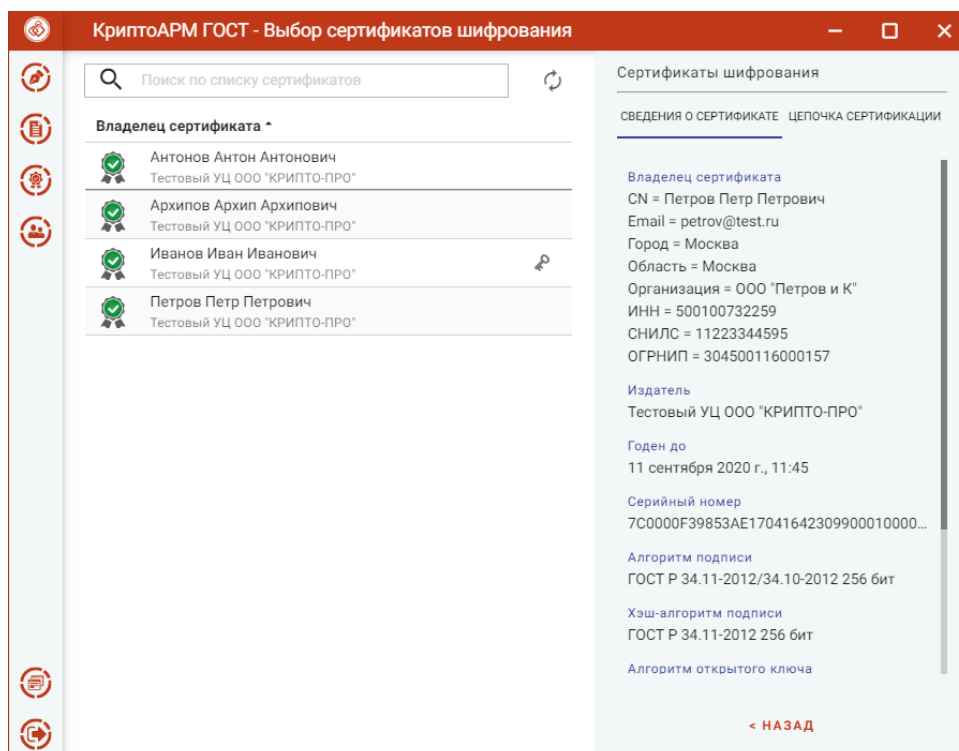 КриптоАРМ ГОСТ - Выбор сертификатов шифрования
Поиск по списку сертификатов
Владелец сертификата
Антонов Антон Антонович
Тестовый УЦ ООО "КРИПТО-ПРО"
Архипов Архип Архипович
Тестовый УЦ ООО "КРИПТО-ПРО"
Иванов Иван Иванович
Тестовый УЦ ООО "КРИПТО-ПРО"
Петров Петр Петрович
Тестовый УЦ ООО "КРИПТО-ПРО"
Сертификаты шифрования
СВЕДЕНИЯ О СЕРТИФИКАТЕ ЦЕПОЧКА СЕРТИФИКАЦИИ
Владелец сертификата
CN = Петров Петр Петрович
Email = petrov@test.ru
Город = Москва
Область = Москва
Организация = ООО "Петров и К"
ИНН = 500100732259
СНИЛС = 11223344595
ОГРНИП = 304500116000157
Издатель
Тестовый УЦ ООО "КРИПТО-ПРО"
Годен до
11 сентября 2020 г., 11:45
Серийный номер
7C0000F39853AE17041642309900010000...
Алгоритм подписи
ГОСТ Р 34.11-2012/34.10-2012 256 бит
Хэш-алгоритм подписи
ГОСТ Р 34.11-2012 256 бит
Алгоритм открытого ключа
< НАЗАД